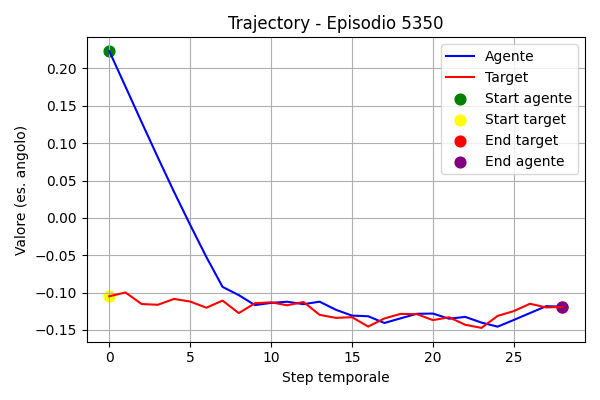 Trajectory - Episodio 5350
Valore (es. angolo)
0.20
0.15
0.10
0.05
0.00
−0.05
−0.10
−0.15
0 5 10 15 20 25
Step temporale
Agente
Target
Start agente
Start target
End target
End agente